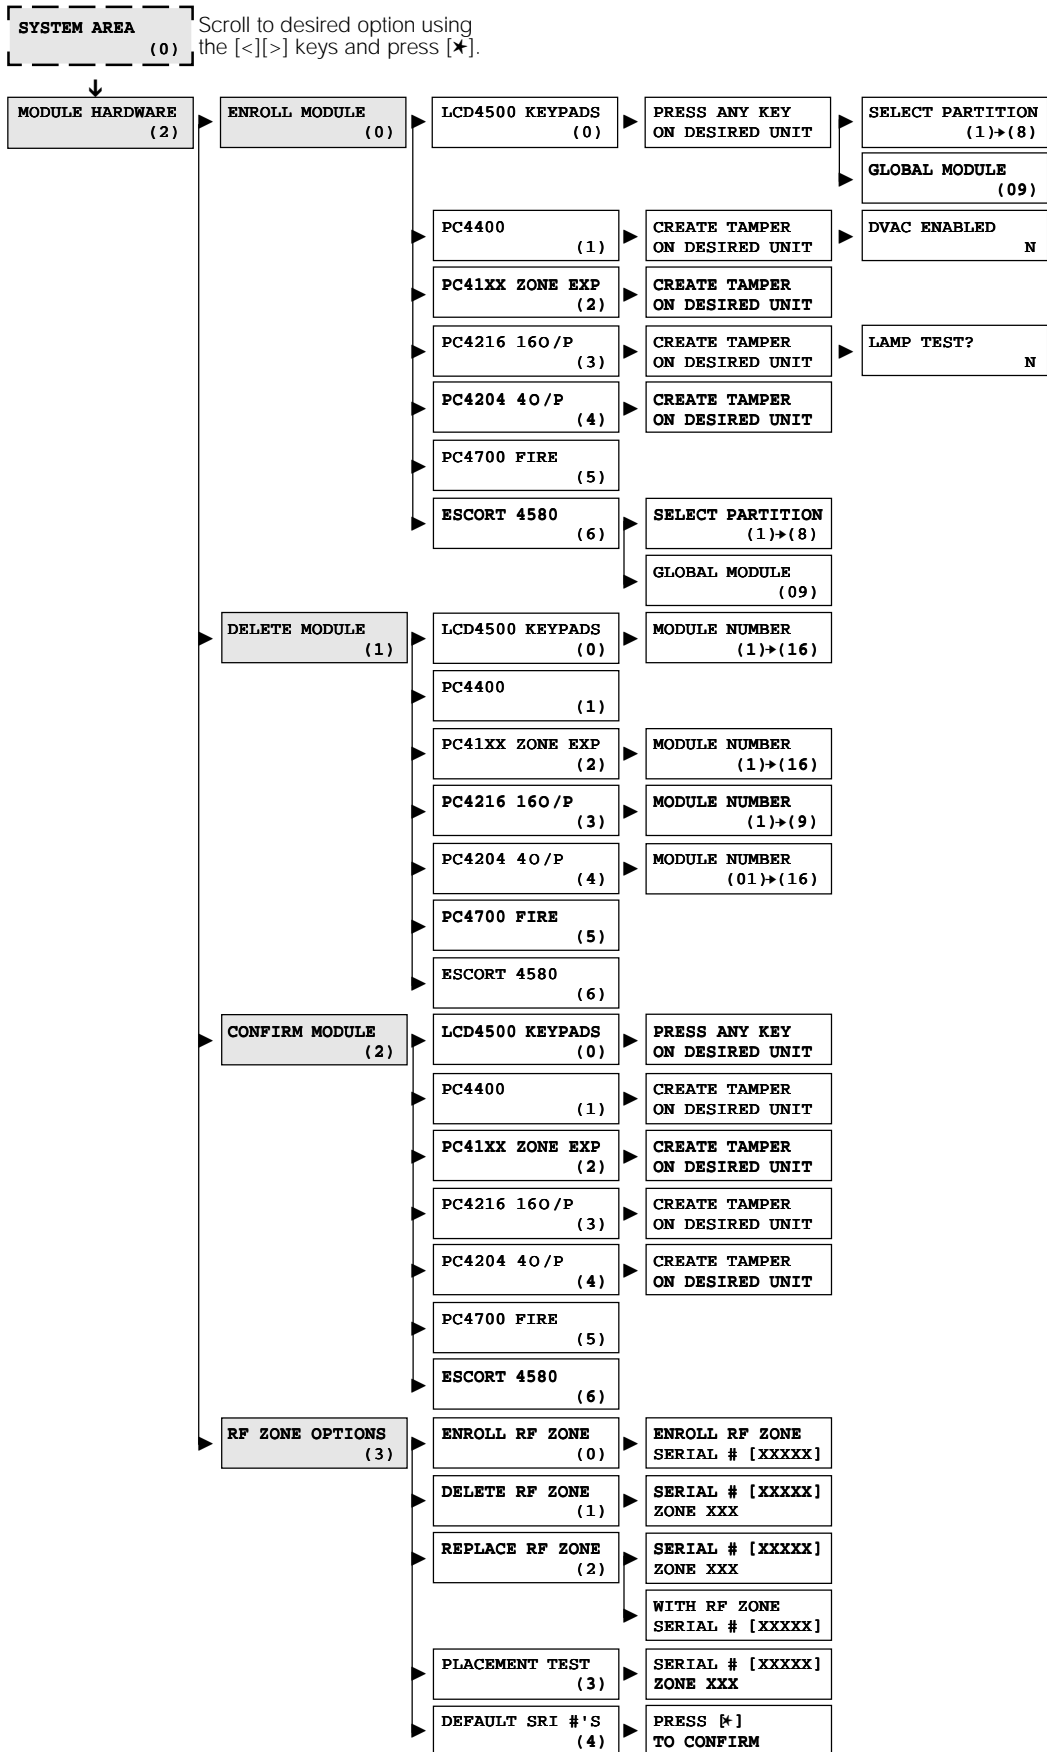 SYSTEM AREA
(0)
Scroll to desired option using
the [<][>] keys and press [★].
MODULE HARDWARE
(2)
ENROLL MODULE
(0)
LCD4500 KEYPADS
(0)
PRESS ANY KEY
ON DESIRED UNIT
SELECT PARTITION
(1)→(8)
GLOBAL MODULE
(09)
PC4400
(1)
CREATE TAMPER
ON DESIRED UNIT
DVAC ENABLED
N
PC41XX ZONE EXP
(2)
CREATE TAMPER
ON DESIRED UNIT
PC4216 16O/P
(3)
CREATE TAMPER
ON DESIRED UNIT
LAMP TEST?
N
PC4204 4O/P
(4)
CREATE TAMPER
ON DESIRED UNIT
PC4700 FIRE
(5)
ESCORT 4580
(6)
SELECT PARTITION
(1)→(8)
GLOBAL MODULE
(09)
DELETE MODULE
(1)
LCD4500 KEYPADS
(0)
MODULE NUMBER
(1)→(16)
PC4400
(1)
PC41XX ZONE EXP
(2)
MODULE NUMBER
(1)→(16)
PC4216 16O/P
(3)
MODULE NUMBER
(1)→(9)
PC4204 4O/P
(4)
MODULE NUMBER
(01)→(16)
PC4700 FIRE
(5)
ESCORT 4580
(6)
CONFIRM MODULE
(2)
LCD4500 KEYPADS
(0)
PRESS ANY KEY
ON DESIRED UNIT
PC4400
(1)
CREATE TAMPER
ON DESIRED UNIT
PC41XX ZONE EXP
(2)
CREATE TAMPER
ON DESIRED UNIT
PC4216 16O/P
(3)
CREATE TAMPER
ON DESIRED UNIT
PC4204 4O/P
(4)
CREATE TAMPER
ON DESIRED UNIT
PC4700 FIRE
(5)
ESCORT 4580
(6)
RF ZONE OPTIONS
(3)
ENROLL RF ZONE
(0)
ENROLL RF ZONE
SERIAL # [XXXXX]
DELETE RF ZONE
(1)
SERIAL # [XXXXX]
ZONE XXX
REPLACE RF ZONE
(2)
SERIAL # [XXXXX]
ZONE XXX
WITH RF ZONE
SERIAL # [XXXXX]
PLACEMENT TEST
(3)
SERIAL # [XXXXX]
ZONE XXX
DEFAULT SRI #'S
(4)
PRESS [★]
TO CONFIRM